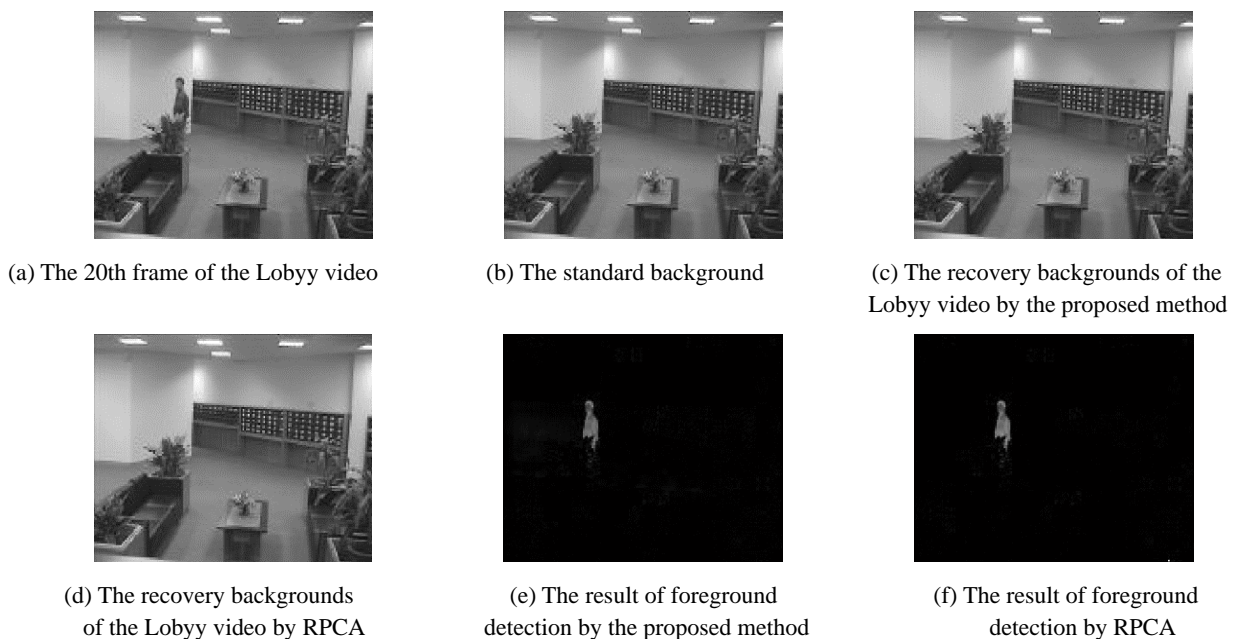 (a) The 20th frame of the Lobyy video
(b) The standard background
(c) The recovery backgrounds of the
Lobyy video by the proposed method
(d) The recovery backgrounds
of the Lobyy video by RPCA
(e) The result of foreground
detection by the proposed method
(f) The result of foreground
detection by RPCA